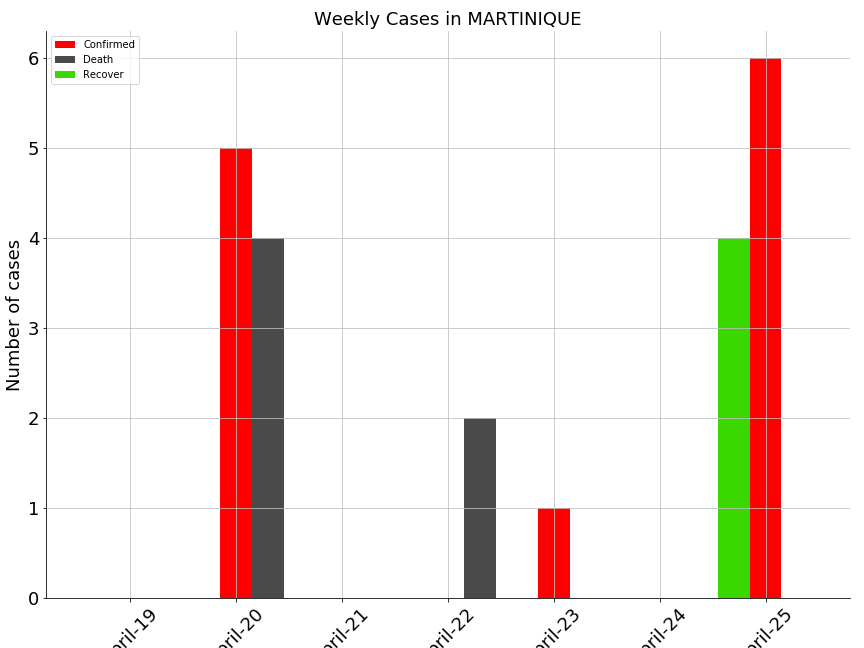 Weekly Cases in MARTINIQUE
Confirmed
Death
Recover
Number of cases
6
5
4
3
2
1
0
pril-19
pril-20
pril-21
pril-22
pril-23
pril-24
pril-25